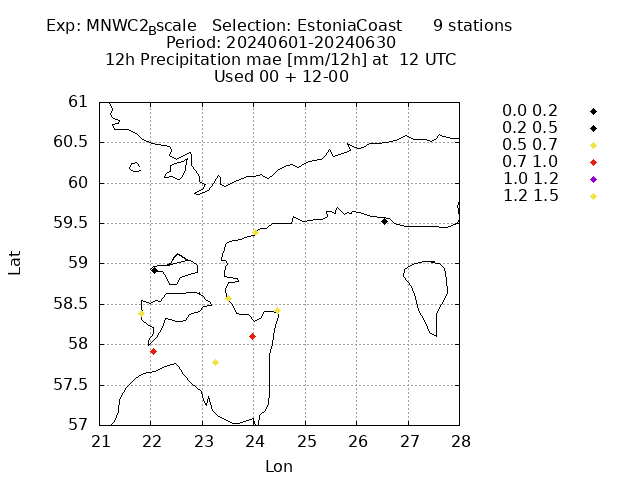 Exp: MNWC2Bscale   Selection: EstoniaCoast      9 stations
Period: 20240601-20240630
12h Precipitation mae [mm/12h] at  12 UTC
Used 00 + 12-00
0.0 0.2
0.2 0.5
0.5 0.7
0.7 1.0
1.0 1.2
1.2 1.5
61
60.5
60
59.5
59
58.5
58
57.5
57
Lat
21 22 23 24 25 26 27 28
Lon